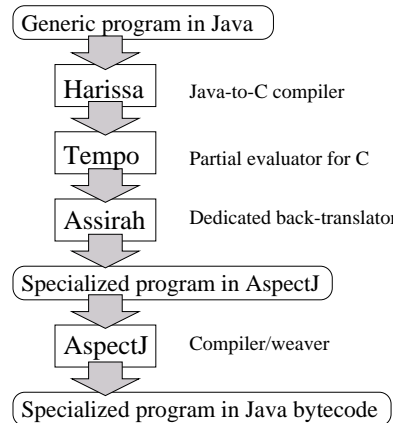 Generic program in Java
Harissa Java-to-C compiler
Tempo Partial evaluator for C
Assirah Dedicated back-translator
Specialized program in AspectJ
AspectJ Compiler/weaver
Specialized program in Java bytecode